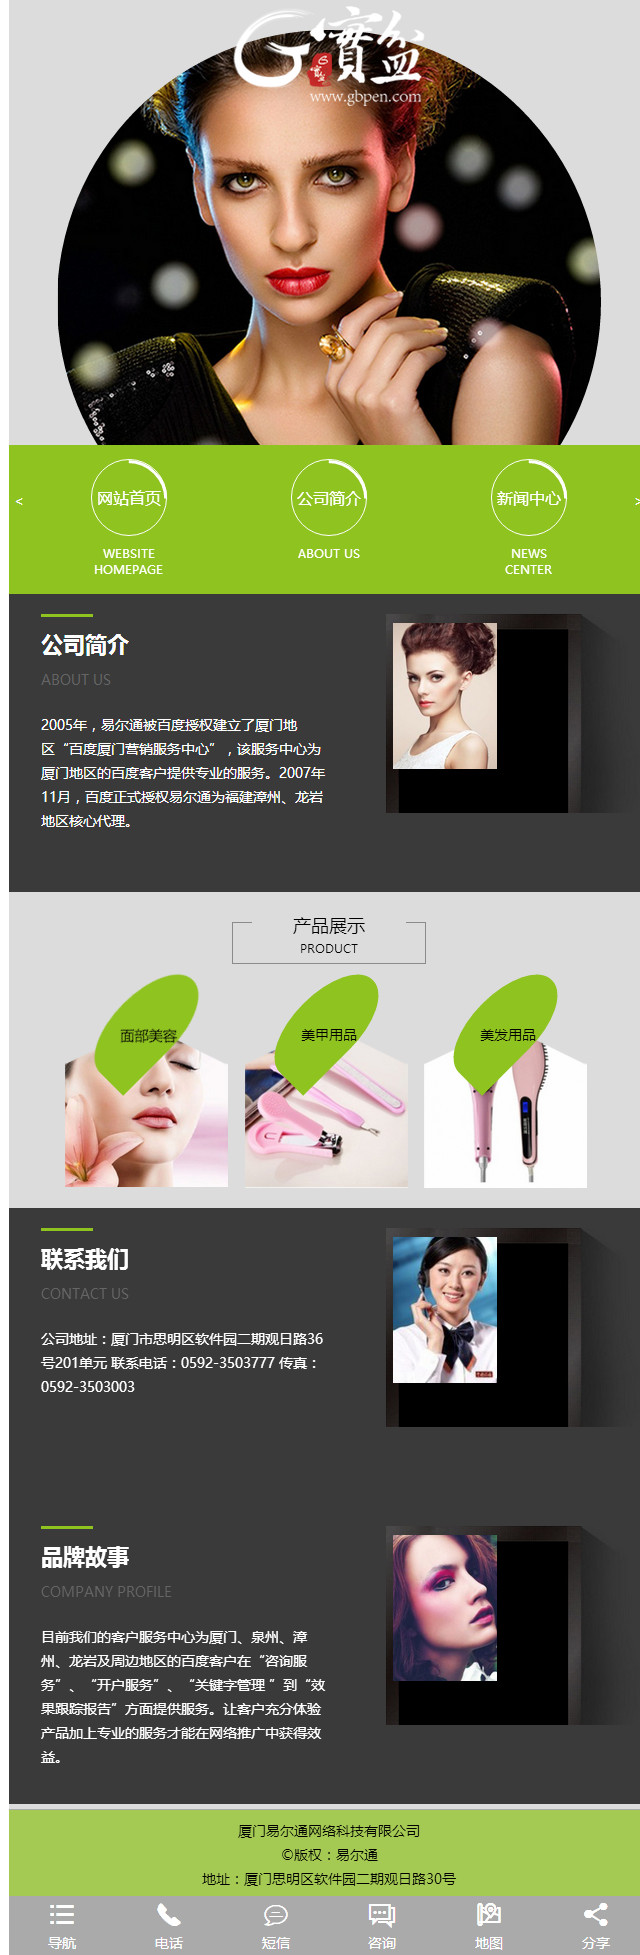 G寶盆
www.gbpen.com
<
网站首页
公司简介
新闻中心
>
WEBSITE
HOMEPAGE
ABOUT US
NEWS
CENTER
公司简介
ABOUT US
2005年，易尔通被百度授权建立了厦门地
区“百度厦门营销服务中心”，该服务中心为
厦门地区的百度客户提供专业的服务。2007年
11月，百度正式授权易尔通为福建漳州、龙岩
地区核心代理。
产品展示
PRODUCT
面部美容
美甲用品
美发用品
联系我们
CONTACT US
公司地址：厦门市思明区软件园二期观日路36
号201单元 联系电话：0592-3503777 传真：
0592-3503003
品牌故事
COMPANY PROFILE
目前我们的客户服务中心为厦门、泉州、漳
州、龙岩及周边地区的百度客户在“咨询服
务”、“开户服务”、“关键字管理 ”到“效
果跟踪报告”方面提供服务。让客户充分体验
产品加上专业的服务才能在网络推广中获得效
益。
厦门易尔通网络科技有限公司
©版权：易尔通
地址：厦门思明区软件园二期观日路30号
导航
电话
短信
咨询
地图
分享